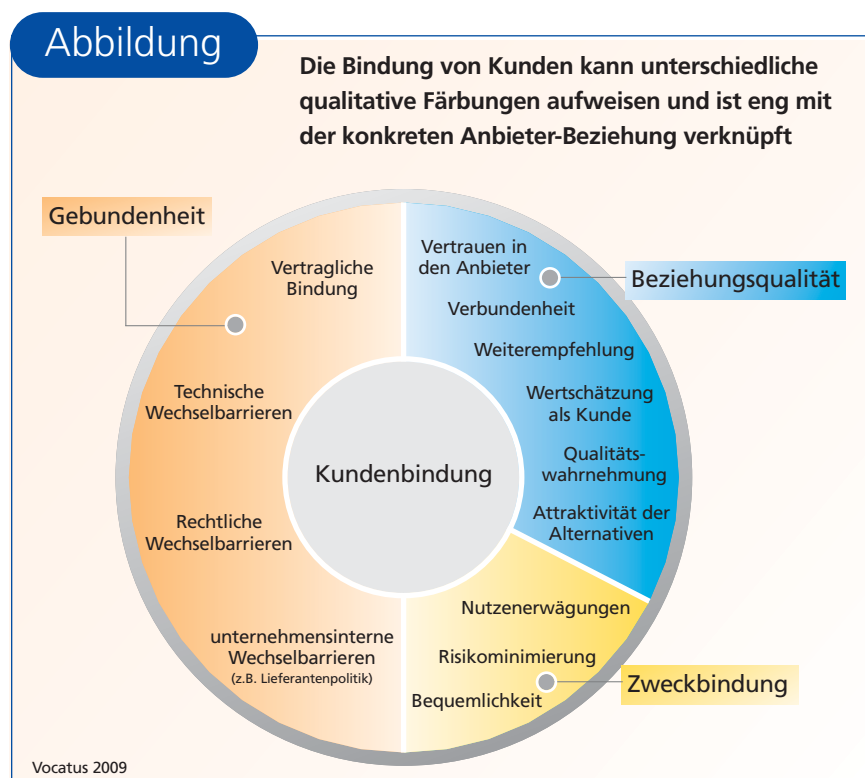 Abbildung
Die Bindung von Kunden kann unterschiedliche
qualitative Färbungen aufweisen und ist eng mit
der konkreten Anbieter-Beziehung verknüpft
Gebundenheit
Vertragliche
Bindung
Technische
Wechselbarrieren
Rechtliche
Wechselbarrieren
unternehmensinterne
Wechselbarrieren
(z.B. Lieferantenpolitik)
Kundenbindung
Vertrauen in
den Anbieter
Verbundenheit
Weiterempfehlung
Wertschätzung
als Kunde
Qualitäts-
wahrnehmung
Attraktivität der
Alternativen
Beziehungsqualität
Nutzenerwägungen
Risikominimierung
Bequemlichkeit
Zweckbindung
Vocatus 2009